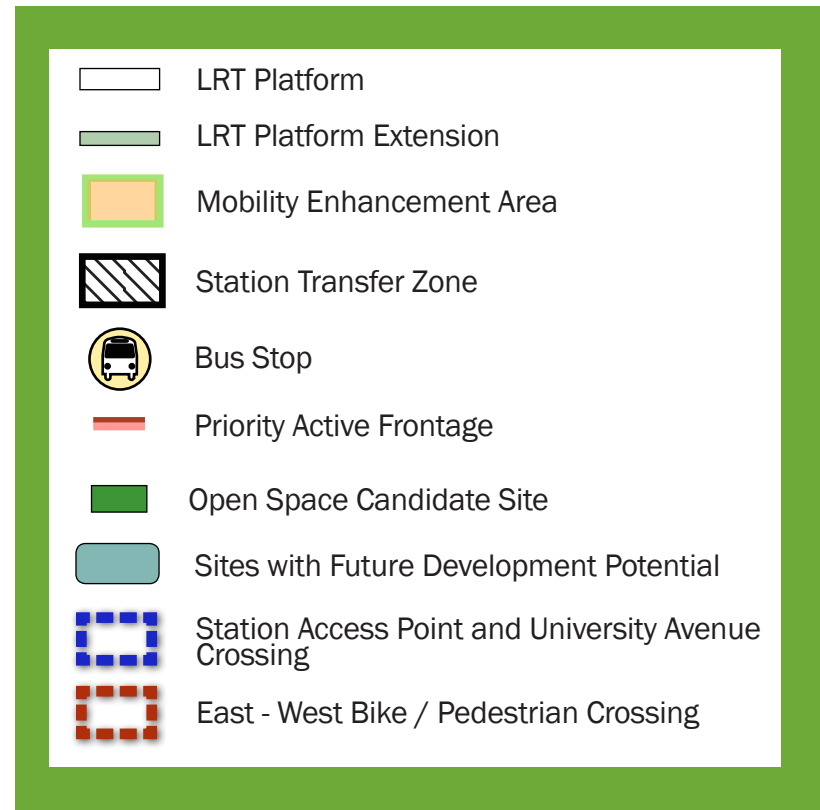 LRT Platform
LRT Platform Extension
Mobility Enhancement Area
Station Transfer Zone
Bus Stop
Priority Active Frontage
Open Space Candidate Site
Sites with Future Development Potential
Station Access Point and University Avenue
Crossing
East - West Bike / Pedestrian Crossing